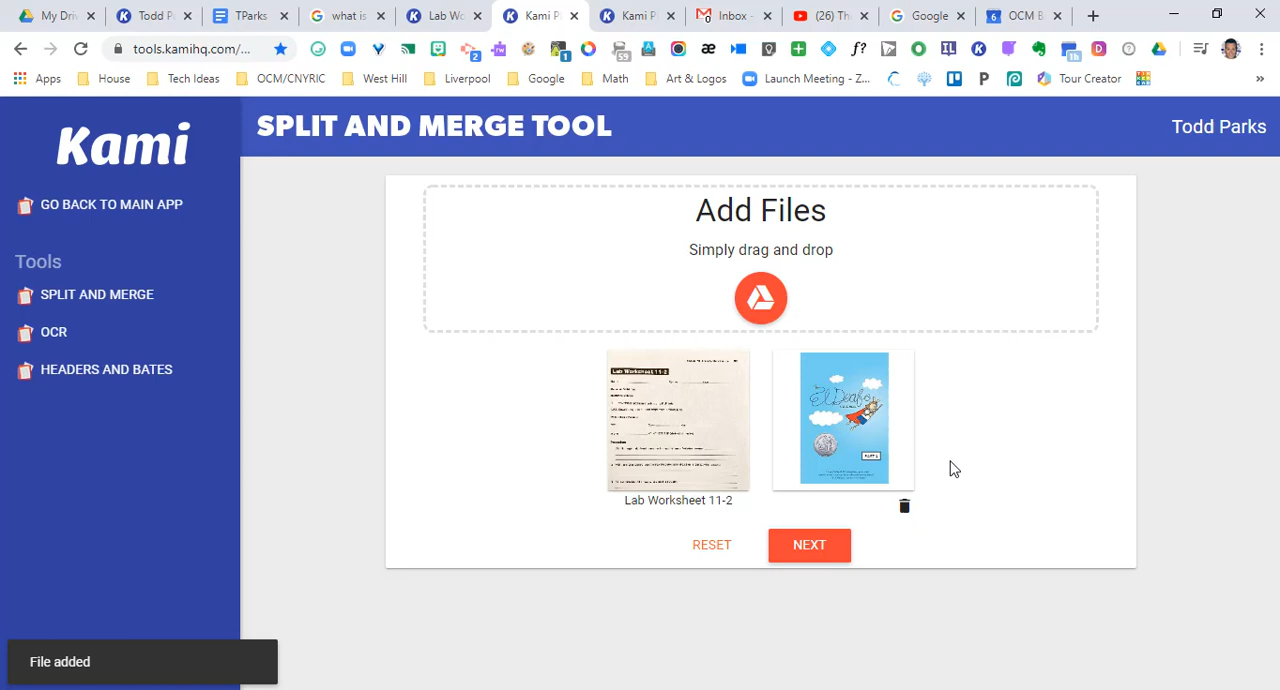 My Driv
Todd P
TParks
what is
Lab Wo
Kami P
Kami P
Inbox -
(26) Th
Google
OCM B
tools.kamihq.com/...
Apps
House
Tech Ideas
OCM/CNYRIC
West Hill
Liverpool
Google
Math
Art & Logos
Launch Meeting - Z...
Tour Creator
Kami
SPLIT AND MERGE TOOL
Todd Parks
GO BACK TO MAIN APP
Tools
SPLIT AND MERGE
OCR
HEADERS AND BATES
Add Files
Simply drag and drop
Lab Worksheet 11-2
El Deafo
Lab Worksheet 11-2
RESET
NEXT
File added